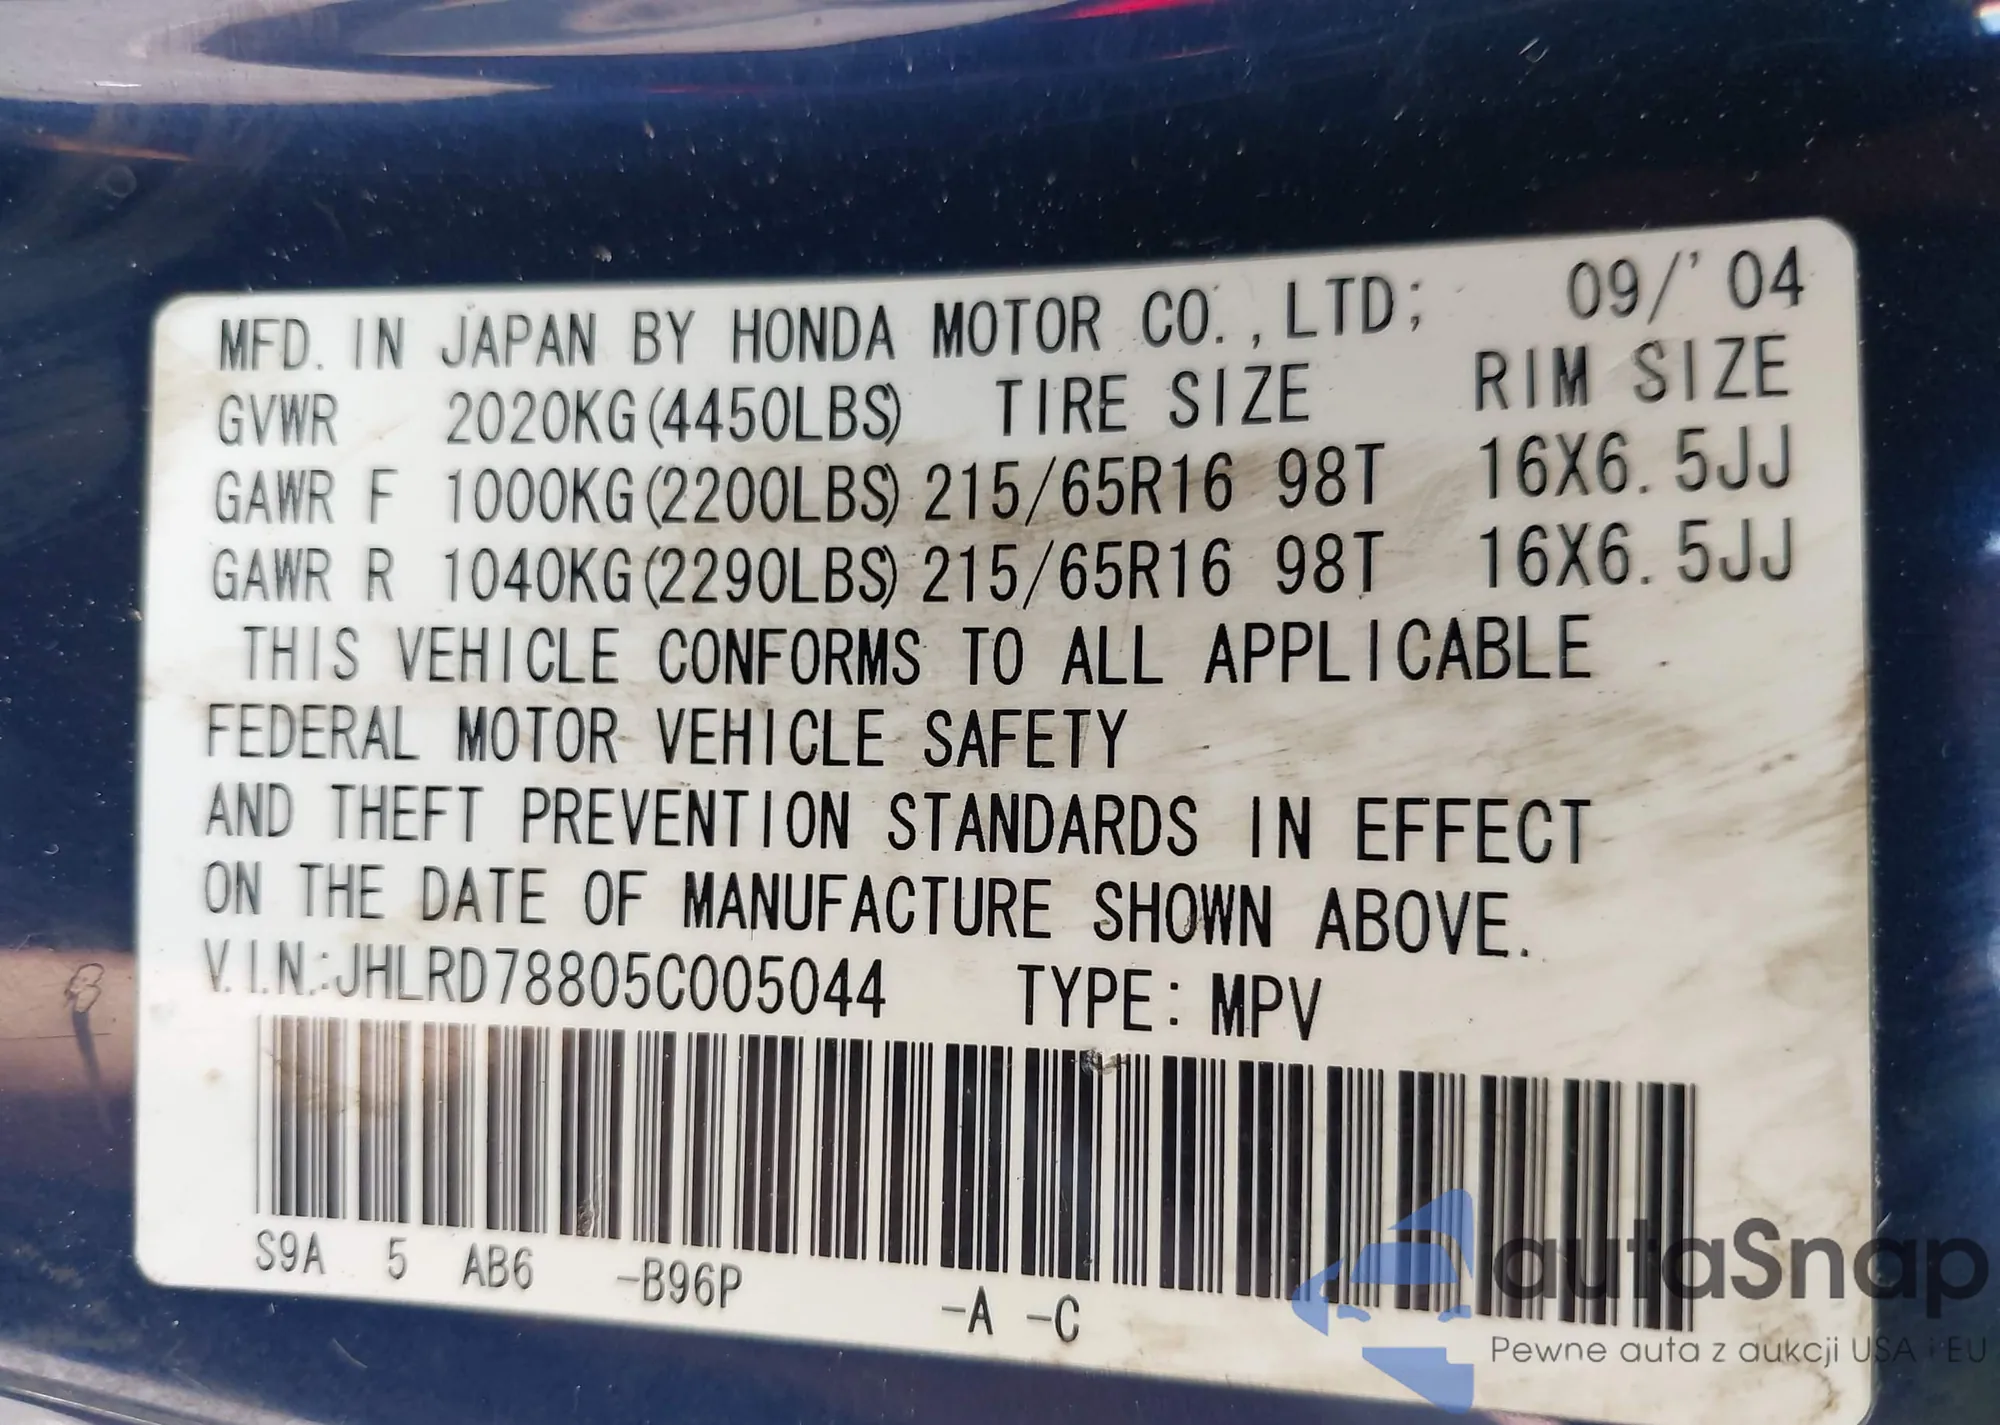 MFD. IN JAPAN BY HONDA MOTOR CO.,LTD; 09/'04
GVWR 2020KG(4450LBS) TIRE SIZE RIM SIZE
GAWR F 1000KG(2200LBS) 215/65R16 98T 16X6.5JJ
GAWR R 1040KG(2290LBS) 215/65R16 98T 16X6.5JJ
THIS VEHICLE CONFORMS TO ALL APPLICABLE
FEDERAL MOTOR VEHICLE SAFETY
AND THEFT PREVENTION STANDARDS IN EFFECT
ON THE DATE OF MANUFACTURE SHOWN ABOVE.
V.I.N.:JHLRD78805C005044 TYPE: MPV
S9A 5 AB6 -B96P -A -C
autaSnap
Pewne auta z aukcji USA i EU